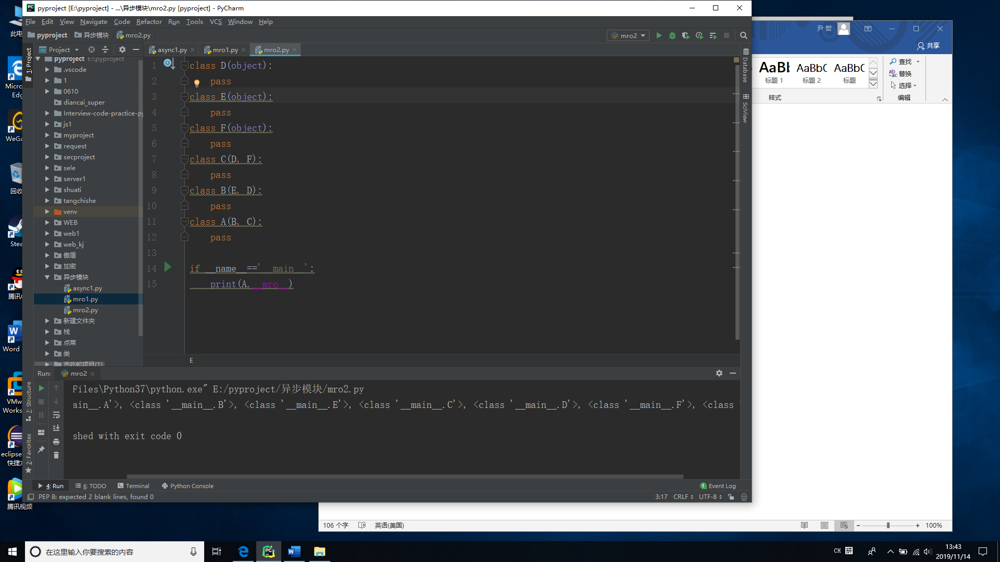 pyproject [E:\pyproject] - ...\异步模块\mro2.py [pyproject] - PyCharm
File Edit View Navigate Code Refactor Run Tools VCS Window Help
pyproject 异步模块 mro2.py
mro2
Project
async1.py
mro1.py
mro2.py
1: Project
pyproject E:\pyproject
.vscode
1
0610
diancai_super
Interview-code-practice-py
js1
myproject
request
secproject
sele
server1
shuati
tangchishe
venv
WEB
web1
web_kj
傲盾
加密
异步模块
async1.py
mro1.py
mro2.py
新建文件夹
栈
点菜
类
贪吃蛇项目(1)
1 class D(object):
2 pass
3 class E(object):
4 pass
5 class F(object):
6 pass
7 class C(D, F):
8 pass
9 class B(E, D):
10 pass
11 class A(B, C):
12 pass
13
14 if __name__=='__main__':
15 print(A.__mro__)
E
Database
SciView
Run: mro2
Files\Python37\python.exe" E:/pyproject/异步模块/mro2.py
ain__.A'>, <class '__main__.B'>, <class '__main__.E'>, <class '__main__.C'>, <class '__main__.D'>, <class '__main__.F'>, <class '
shed with exit code 0
7: Structure
2: Favorites
4: Run 6: TODO Terminal Python Console
1 Event Log
PEP 8: expected 2 blank lines, found 0
3:17 CRLF UTF-8
尹 哲
共享
AaBb AaBbC AaBbC
标题 1 标题 2 标题
样式
查找
替换
选择
编辑
106 个字 英语(美国)
100%
此电
Micro
Edg
WeGa
回收
Stea
腾讯
Word
VMw
Works
eclipse
快捷方
腾讯视频
在这里输入你要搜索的内容
CH 拼
13:43
2019/11/14